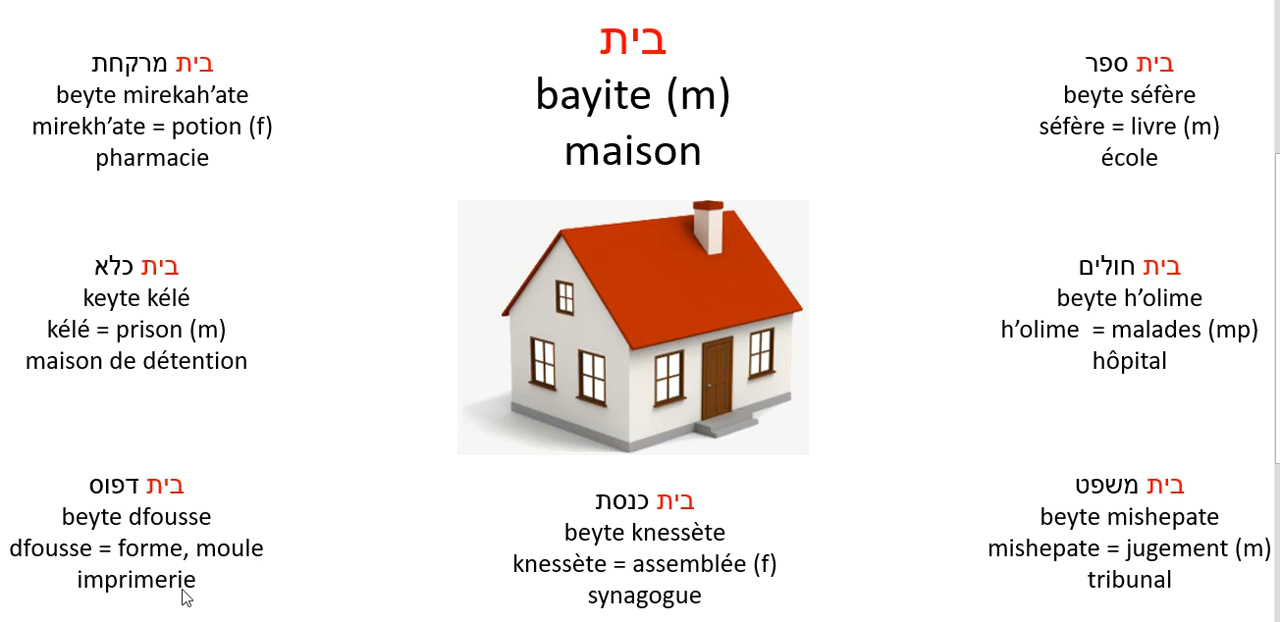 בית
bayite (m)
maison
בית מרקחת
beyte mirekah’ate
mirekh’ate = potion (f)
pharmacie
בית ספר
beyte séfère
séfère = livre (m)
école
בית כלא
keyte kélé
kélé = prison (m)
maison de détention
בית חולים
beyte h’olime
h’olime  = malades (mp)
hôpital
בית דפוס
beyte dfousse
dfousse = forme, moule
imprimerie
בית כנסת
beyte knessète
knessète = assemblée (f)
synagogue
בית משפט
beyte mishepate
mishepate = jugement (m)
tribunal